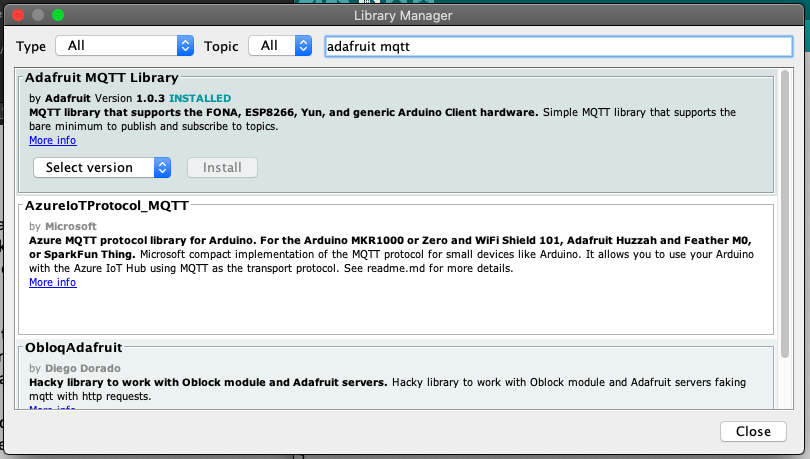 Library Manager
Type All Topic All adafruit mqtt
Adafruit MQTT Library
by Adafruit Version 1.0.3 INSTALLED
MQTT library that supports the FONA, ESP8266, Yun, and generic Arduino Client hardware. Simple MQTT library that supports the
bare minimum to publish and subscribe to topics.
More info
Select version Install
AzureIoTProtocol_MQTT
by Microsoft
Azure MQTT protocol library for Arduino. For the Arduino MKR1000 or Zero and WiFi Shield 101, Adafruit Huzzah and Feather M0,
or SparkFun Thing. Microsoft compact implementation of the MQTT protocol for small devices like Arduino. It allows you to use your Arduino
with the Azure IoT Hub using MQTT as the transport protocol. See readme.md for more details.
More info
ObloqAdafruit
by Diego Dorado
Hacky library to work with Oblock module and Adafruit servers. Hacky library to work with Oblock module and Adafruit servers faking
mqtt with http requests.
More info
Close